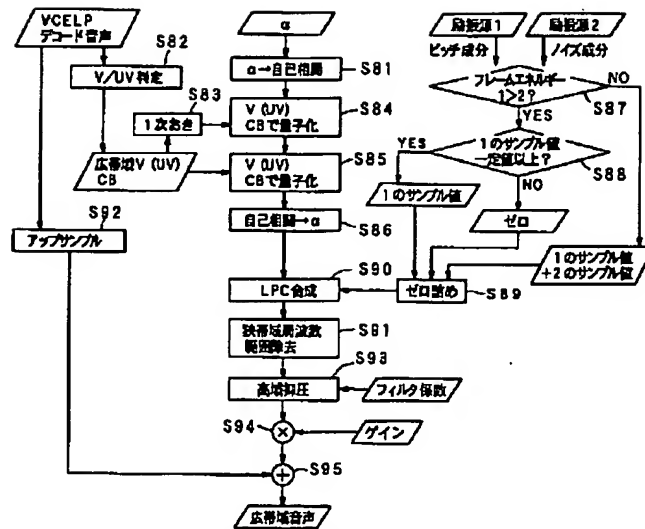 VCELP
デコード音声
S82
V/UV判定
S83
1次おき
広帯域V (UV)
CB
S92
アップサンプル
α
α→自己相関
S81
V (UV)
CBで量子化
S84
V (UV)
CBで量子化
S85
自己相関→α
S86
LPC合成
S90
狭帯域周波数
範囲除去
S91
高域抑圧
S93
フィルタ係数
S94
×
ゲイン
+
S95
広帯域音声
励振源1
励振源2
ピッチ成分
ノイズ成分
フレームエネルギー
1>2?
NO
S87
YES
1のサンプル値
一定値以上?
YES
S88
NO
1のサンプル値
ゼロ
1のサンプル値
+2のサンプル値
ゼロ詰め
S89